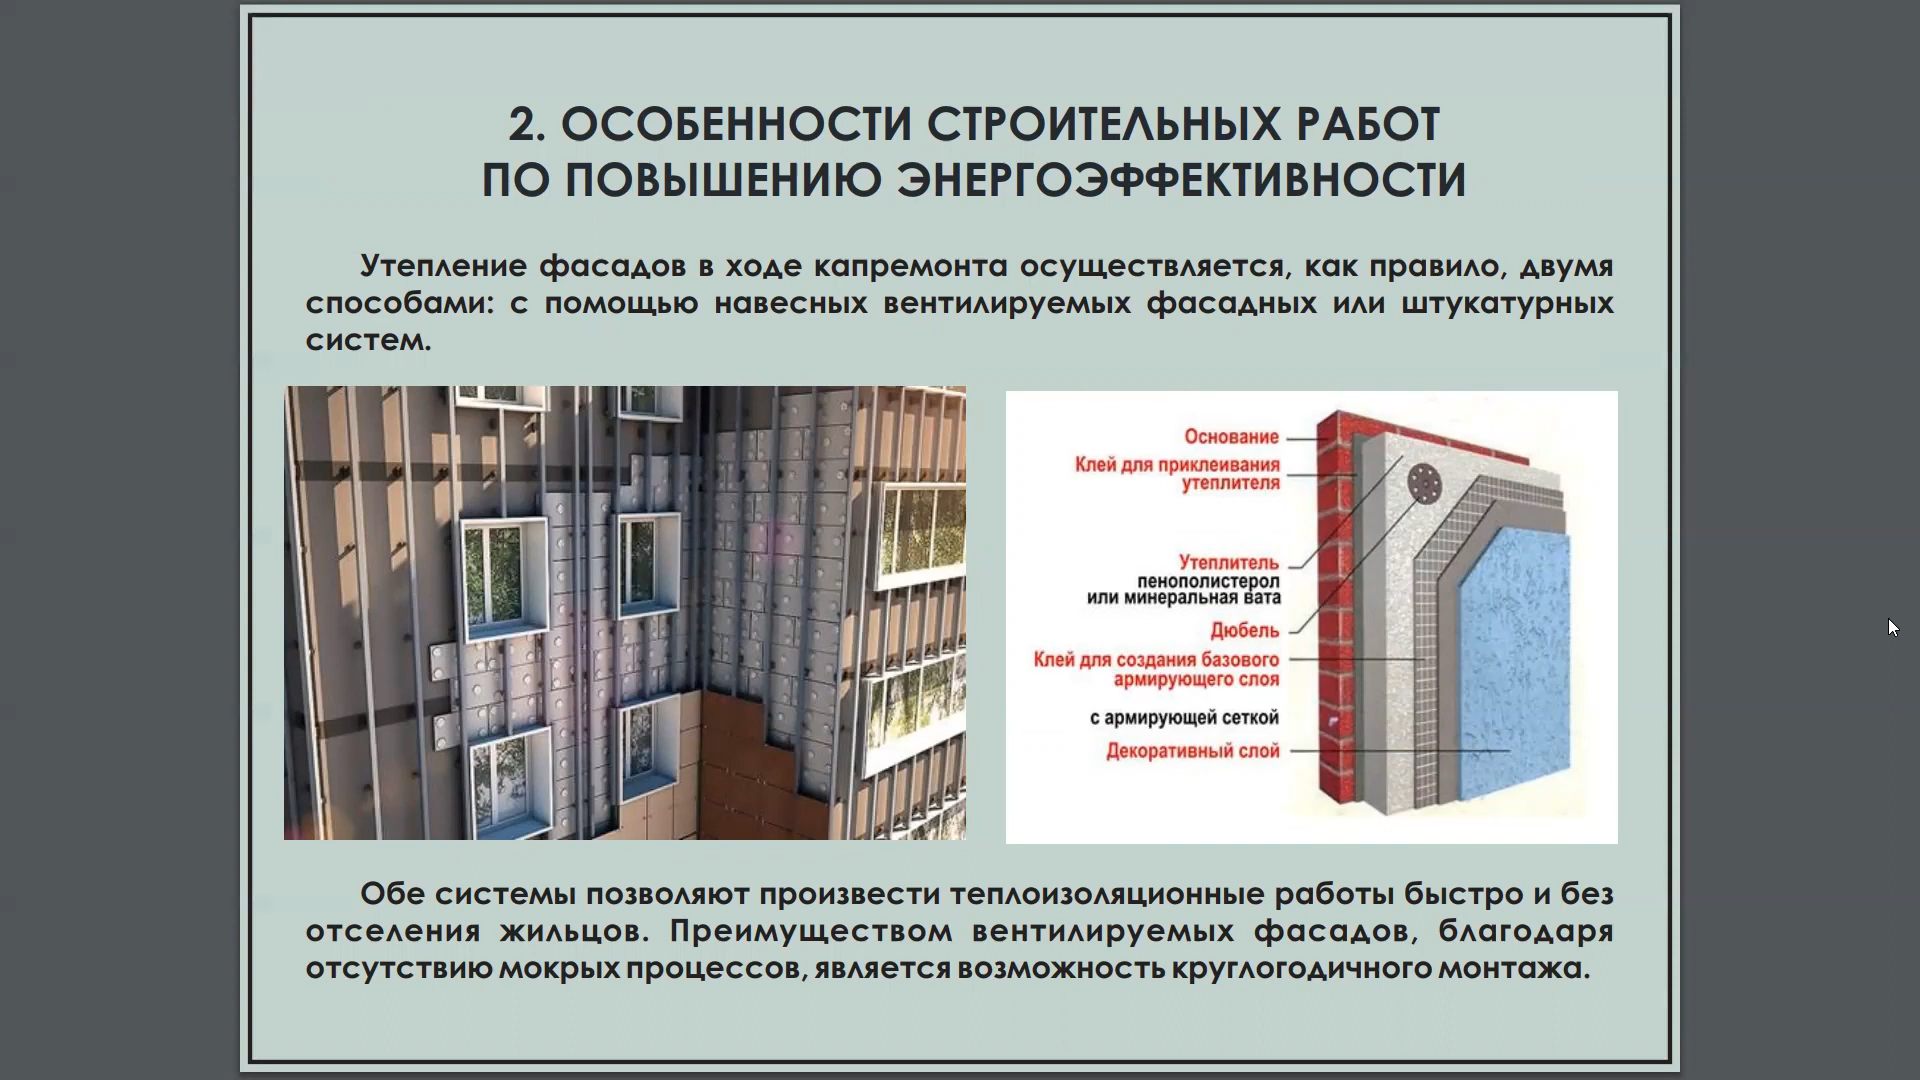 2. ОСОБЕННОСТИ СТРОИТЕЛЬНЫХ РАБОТ
ПО ПОВЫШЕНИЮ ЭНЕРГОЭФФЕКТИВНОСТИ
Утепление фасадов в ходе капремонта осуществляется, как правило, двумя
способами: с помощью навесных вентилируемых фасадных или штукатурных
систем.
Основание
Клей для приклеивания
утеплителя
Утеплитель
пенополистерол
или минеральная вата
Дюбель
Клей для создания базового
армирующего слоя
с армирующей сеткой
Декоративный слой
Обе системы позволяют произвести теплоизоляционные работы быстро и без
отселения жильцов. Преимуществом вентилируемых фасадов, благодаря
отсутствию мокрых процессов, является возможность круглогодичного монтажа.